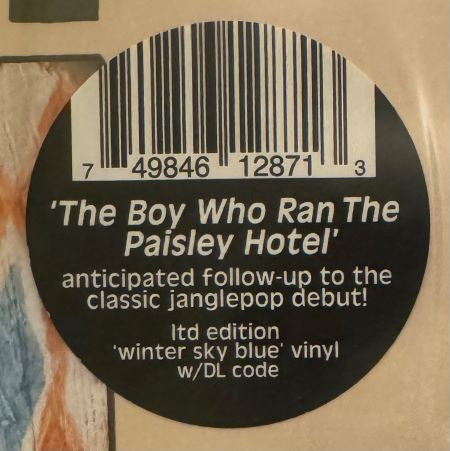 7 49846 12871 3
'The Boy Who Ran The
Paisley Hotel'
anticipated follow-up to the
classic janglepop debut!
ltd edition
'winter sky blue' vinyl
w/DL code